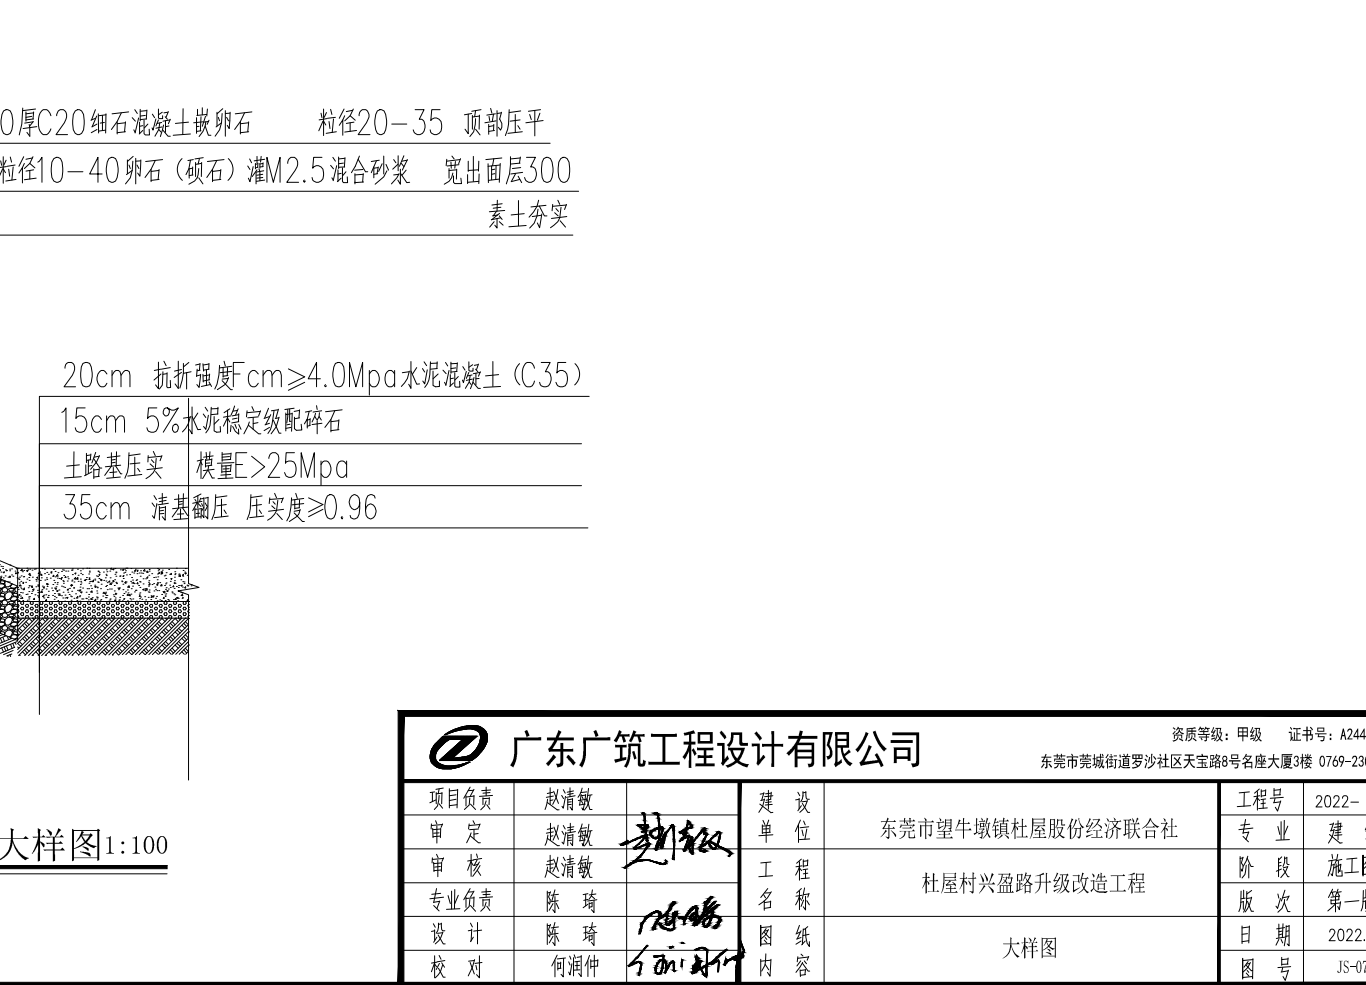 0厚C20细石混凝土嵌卵石 粒径20-35 顶部压平
粒径10-40卵石（硕石）灌M2.5混合砂浆 宽出面层300
素土夯实
20cm 抗折强度Fcm≥4.0Mpa水泥混凝土（C35）
15cm 5%水泥稳定级配碎石
土路基压实 模量E>25Mpa
35cm 清基翻压 压实度≥0.96
大样图1:100
广东广筑工程设计有限公司
资质等级：甲级 证书号：A244
东莞市莞城街道罗沙社区天宝路8号名座大厦3楼 0769-230
项目负责 赵清敏
审 定 赵清敏
审 核 赵清敏
专业负责 陈 琦
设 计 陈 琦
校 对 何润仲
建 设
单 位
东莞市望牛墩镇杜屋股份经济联合社
工 程
名 称
杜屋村兴盈路升级改造工程
图 纸
内 容
大样图
工程号 2022-
专 业 建
阶 段 施工图
版 次 第一版
日 期 2022.
图 号 JS-07